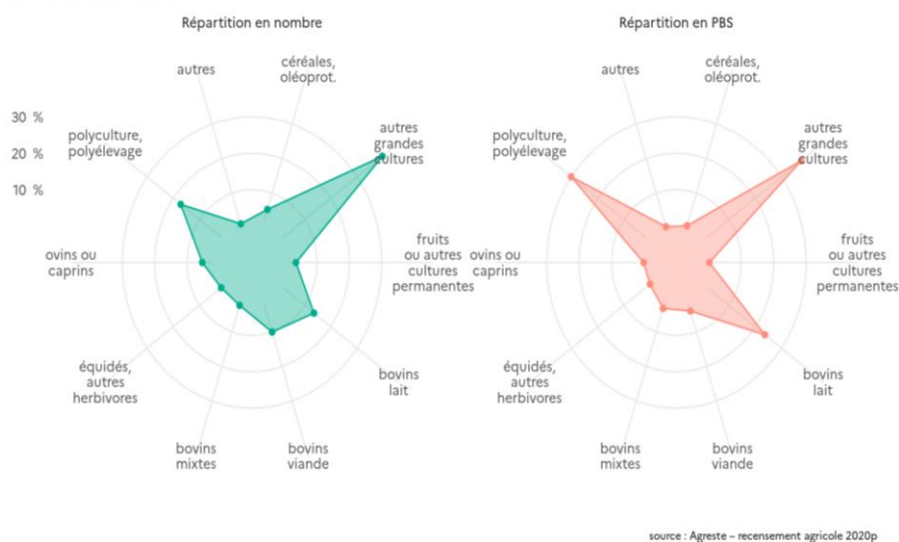 Répartition en nombre
autres
céréales,
oléoprot.
30 %
20 %
10 %
polyculture,
polyélevage
autres
grandes
cultures
ovins ou
caprins
fruits
ou autres
cultures
permanentes
équidés,
autres
herbivores
bovins
lait
bovins
mixtes
bovins
viande
Répartition en PBS
autres
céréales,
oléoprot.
polyculture,
polyélevage
autres
grandes
cultures
ovins ou
caprins
fruits
ou autres
cultures
permanentes
équidés,
autres
herbivores
bovins
lait
bovins
mixtes
bovins
viande
source : Agreste – recensement agricole 2020p